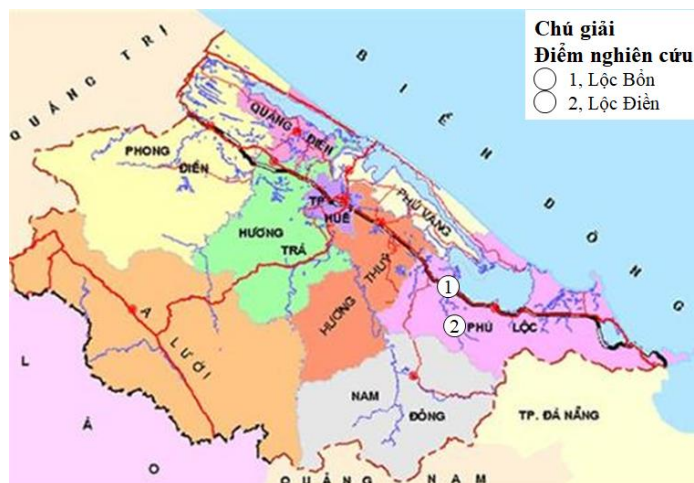 Chú giải
Điểm nghiên cứu
1, Lộc Bổn
2, Lộc Điền
QUẢNG TRỊ
BIỂN ĐÔNG
QUẢNG ĐIỀN
PHONG ĐIỀN
TP. HUẾ
PHÚ VANG
HƯƠNG TRÀ
HƯƠNG THUỶ
A LƯỚI
1
2
PHÚ LỘC
LÀO
NAM ĐÔNG
TP. ĐÀ NẴNG
QUẢNG NAM